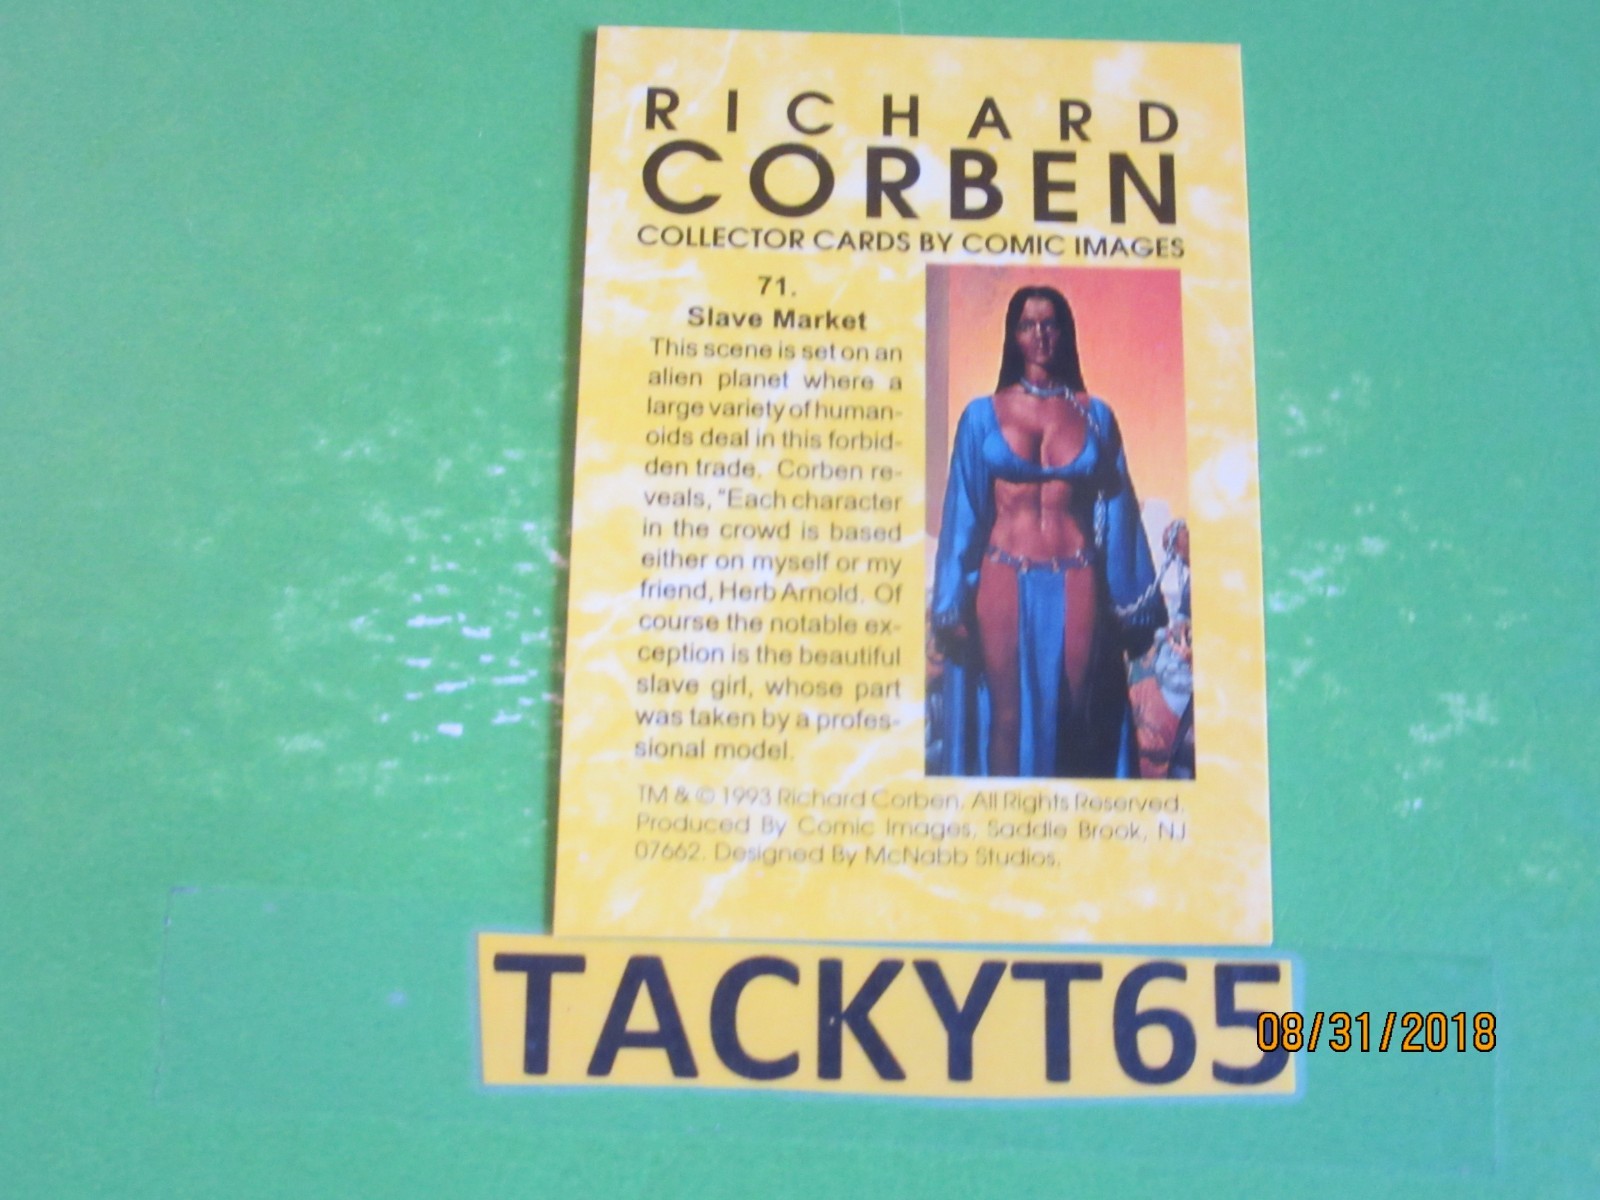 RICHARD
CORBEN
COLLECTOR CARDS BY COMIC IMAGES
71.
Slave Market
This scene is set on an
alien planet where a
large variety of human-
oids deal in this forbid-
den trade. Corben re-
veals, "Each character
in the crowd is based
either on myself or my
friend, Herb Arnold. Of
course the notable ex-
ception is the beautiful
slave girl, whose part
was taken by a profes-
sional model.
TM & © 1993 Richard Corben. All Rights Reserved.
Produced By Comic Images, Saddle Brook, NJ
07662. Designed By McNabb Studios.
TACKYT65
08/31/2018